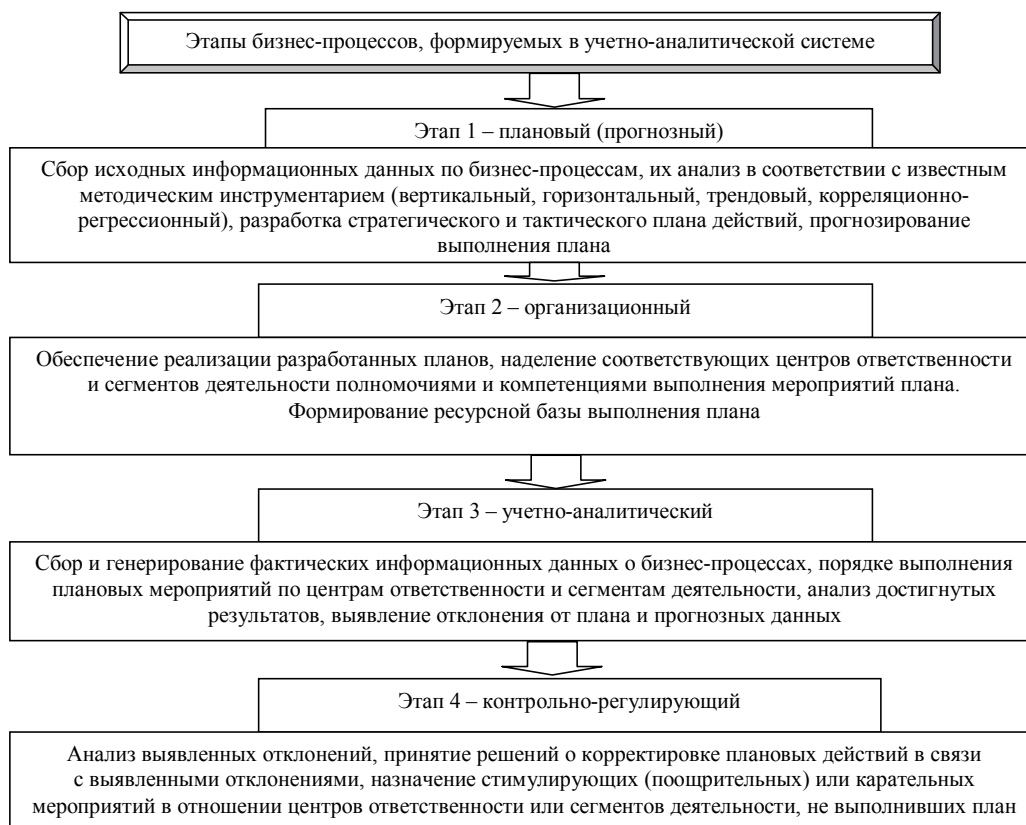 Этапы бизнес-процессов, формируемых в учетно-аналитической системе
Этап 1 – плановый (прогнозный)
Сбор исходных информационных данных по бизнес-процессам, их анализ в соответствии с известным
методическим инструментарием (вертикальный, горизонтальный, трендовый, корреляционно-
регрессионный), разработка стратегического и тактического плана действий, прогнозирование
выполнения плана
Этап 2 – организационный
Обеспечение реализации разработанных планов, наделение соответствующих центров ответственности
и сегментов деятельности полномочиями и компетенциями выполнения мероприятий плана.
Формирование ресурсной базы выполнения плана
Этап 3 – учетно-аналитический
Сбор и генерирование фактических информационных данных о бизнес-процессах, порядке выполнения
плановых мероприятий по центрам ответственности и сегментам деятельности, анализ достигнутых
результатов, выявление отклонения от плана и прогнозных данных
Этап 4 – контрольно-регулирующий
Анализ выявленных отклонений, принятие решений о корректировке плановых действий в связи
с выявленными отклонениями, назначение стимулирующих (поощрительных) или карательных
мероприятий в отношении центров ответственности или сегментов деятельности, не выполнивших план